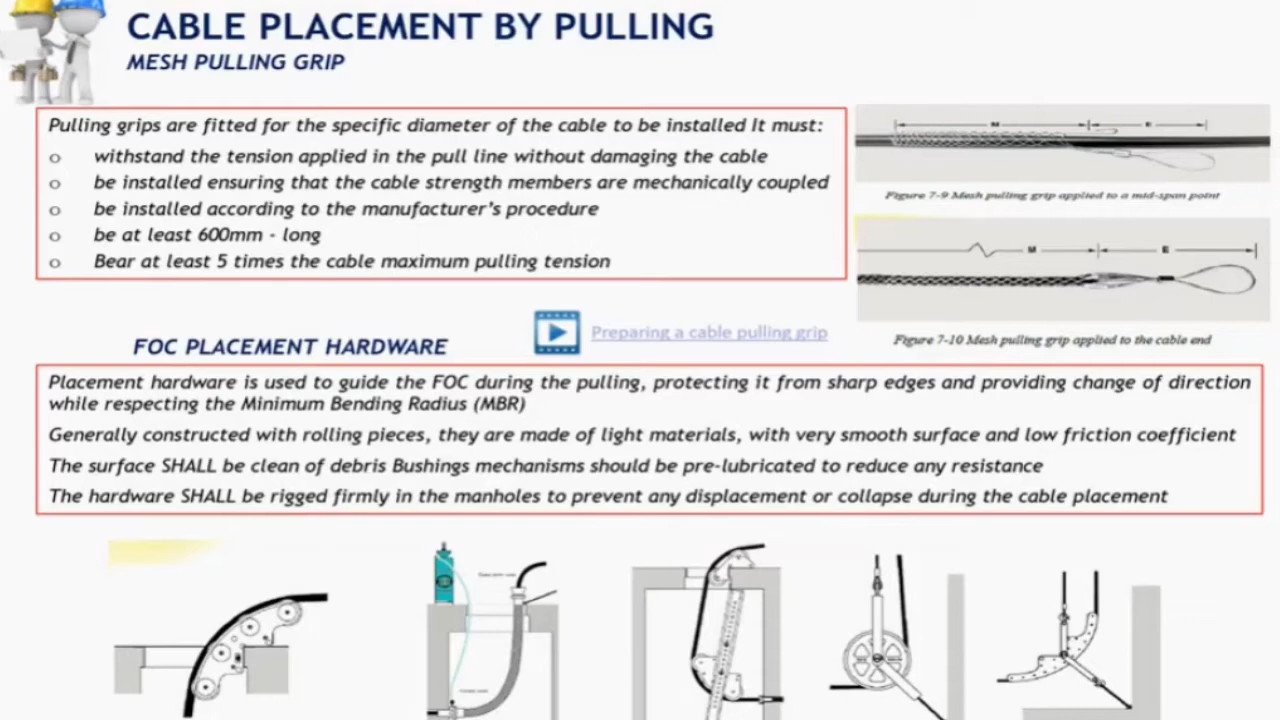 CABLE PLACEMENT BY PULLING
MESH PULLING GRIP
Pulling grips are fitted for the specific diameter of the cable to be installed It must:
o withstand the tension applied in the pull line without damaging the cable
o be installed ensuring that the cable strength members are mechanically coupled
o be installed according to the manufacturer's procedure
o be at least 600mm - long
o Bear at least 5 times the cable maximum pulling tension
M E
Figure 7-9 Mesh pulling grip applied to a mid-span point
M E
Figure 7-10 Mesh pulling grip applied to the cable end
Preparing a cable pulling grip
FOC PLACEMENT HARDWARE
Placement hardware is used to guide the FOC during the pulling, protecting it from sharp edges and providing change of direction
while respecting the Minimum Bending Radius (MBR)
Generally constructed with rolling pieces, they are made of light materials, with very smooth surface and low friction coefficient
The surface SHALL be clean of debris Bushings mechanisms should be pre-lubricated to reduce any resistance
The hardware SHALL be rigged firmly in the manholes to prevent any displacement or collapse during the cable placement